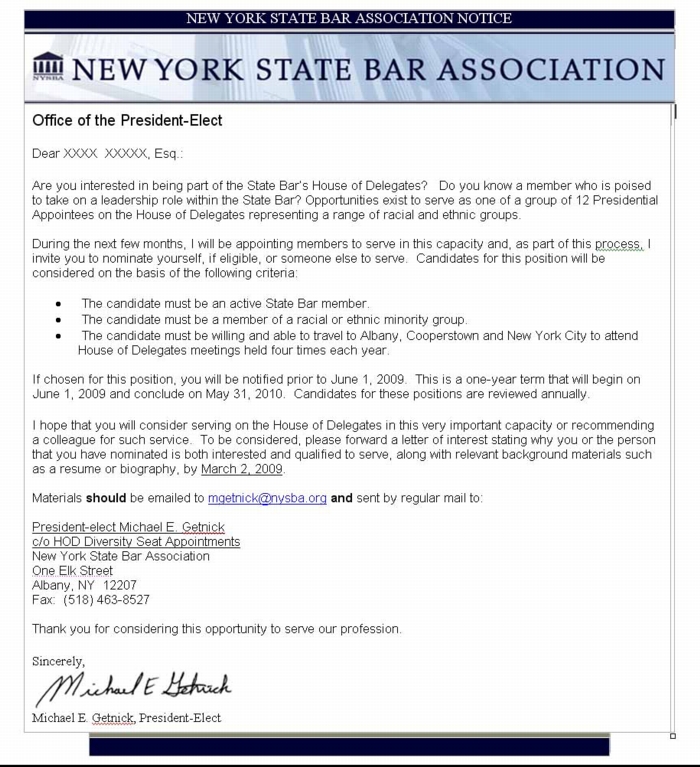 NEW YORK STATE BAR ASSOCIATION NOTICE
NYSBA NEW YORK STATE BAR ASSOCIATION
Office of the President-Elect
Dear XXXX  XXXXX, Esq.:
Are you interested in being part of the State Bar's House of Delegates?   Do you know a member who is poised
to take on a leadership role within the State Bar? Opportunities exist to serve as one of a group of 12 Presidential
Appointees on the House of Delegates representing a range of racial and ethnic groups.
During the next few months, I will be appointing members to serve in this capacity and, as part of this process, I
invite you to nominate yourself, if eligible, or someone else to serve.  Candidates for this position will be
considered on the basis of the following criteria:
• The candidate must be an active State Bar member.
• The candidate must be a member of a racial or ethnic minority group.
• The candidate must be willing and able to travel to Albany, Cooperstown and New York City to attend
House of Delegates meetings held four times each year.
If chosen for this position, you will be notified prior to June 1, 2009.  This is a one-year term that will begin on
June 1, 2009 and conclude on May 31, 2010.  Candidates for these positions are reviewed annually.
I hope that you will consider serving on the House of Delegates in this very important capacity or recommending
a colleague for such service.  To be considered, please forward a letter of interest stating why you or the person
that you have nominated is both interested and qualified to serve, along with relevant background materials such
as a resume or biography, by March 2, 2009.
Materials should be emailed to mgetnick@nysba.org and sent by regular mail to:
President-elect Michael E. Getnick
c/o HOD Diversity Seat Appointments
New York State Bar Association
One Elk Street
Albany, NY  12207
Fax:  (518) 463-8527
Thank you for considering this opportunity to serve our profession.
Sincerely,
Michael E Getnick
Michael E. Getnick, President-Elect